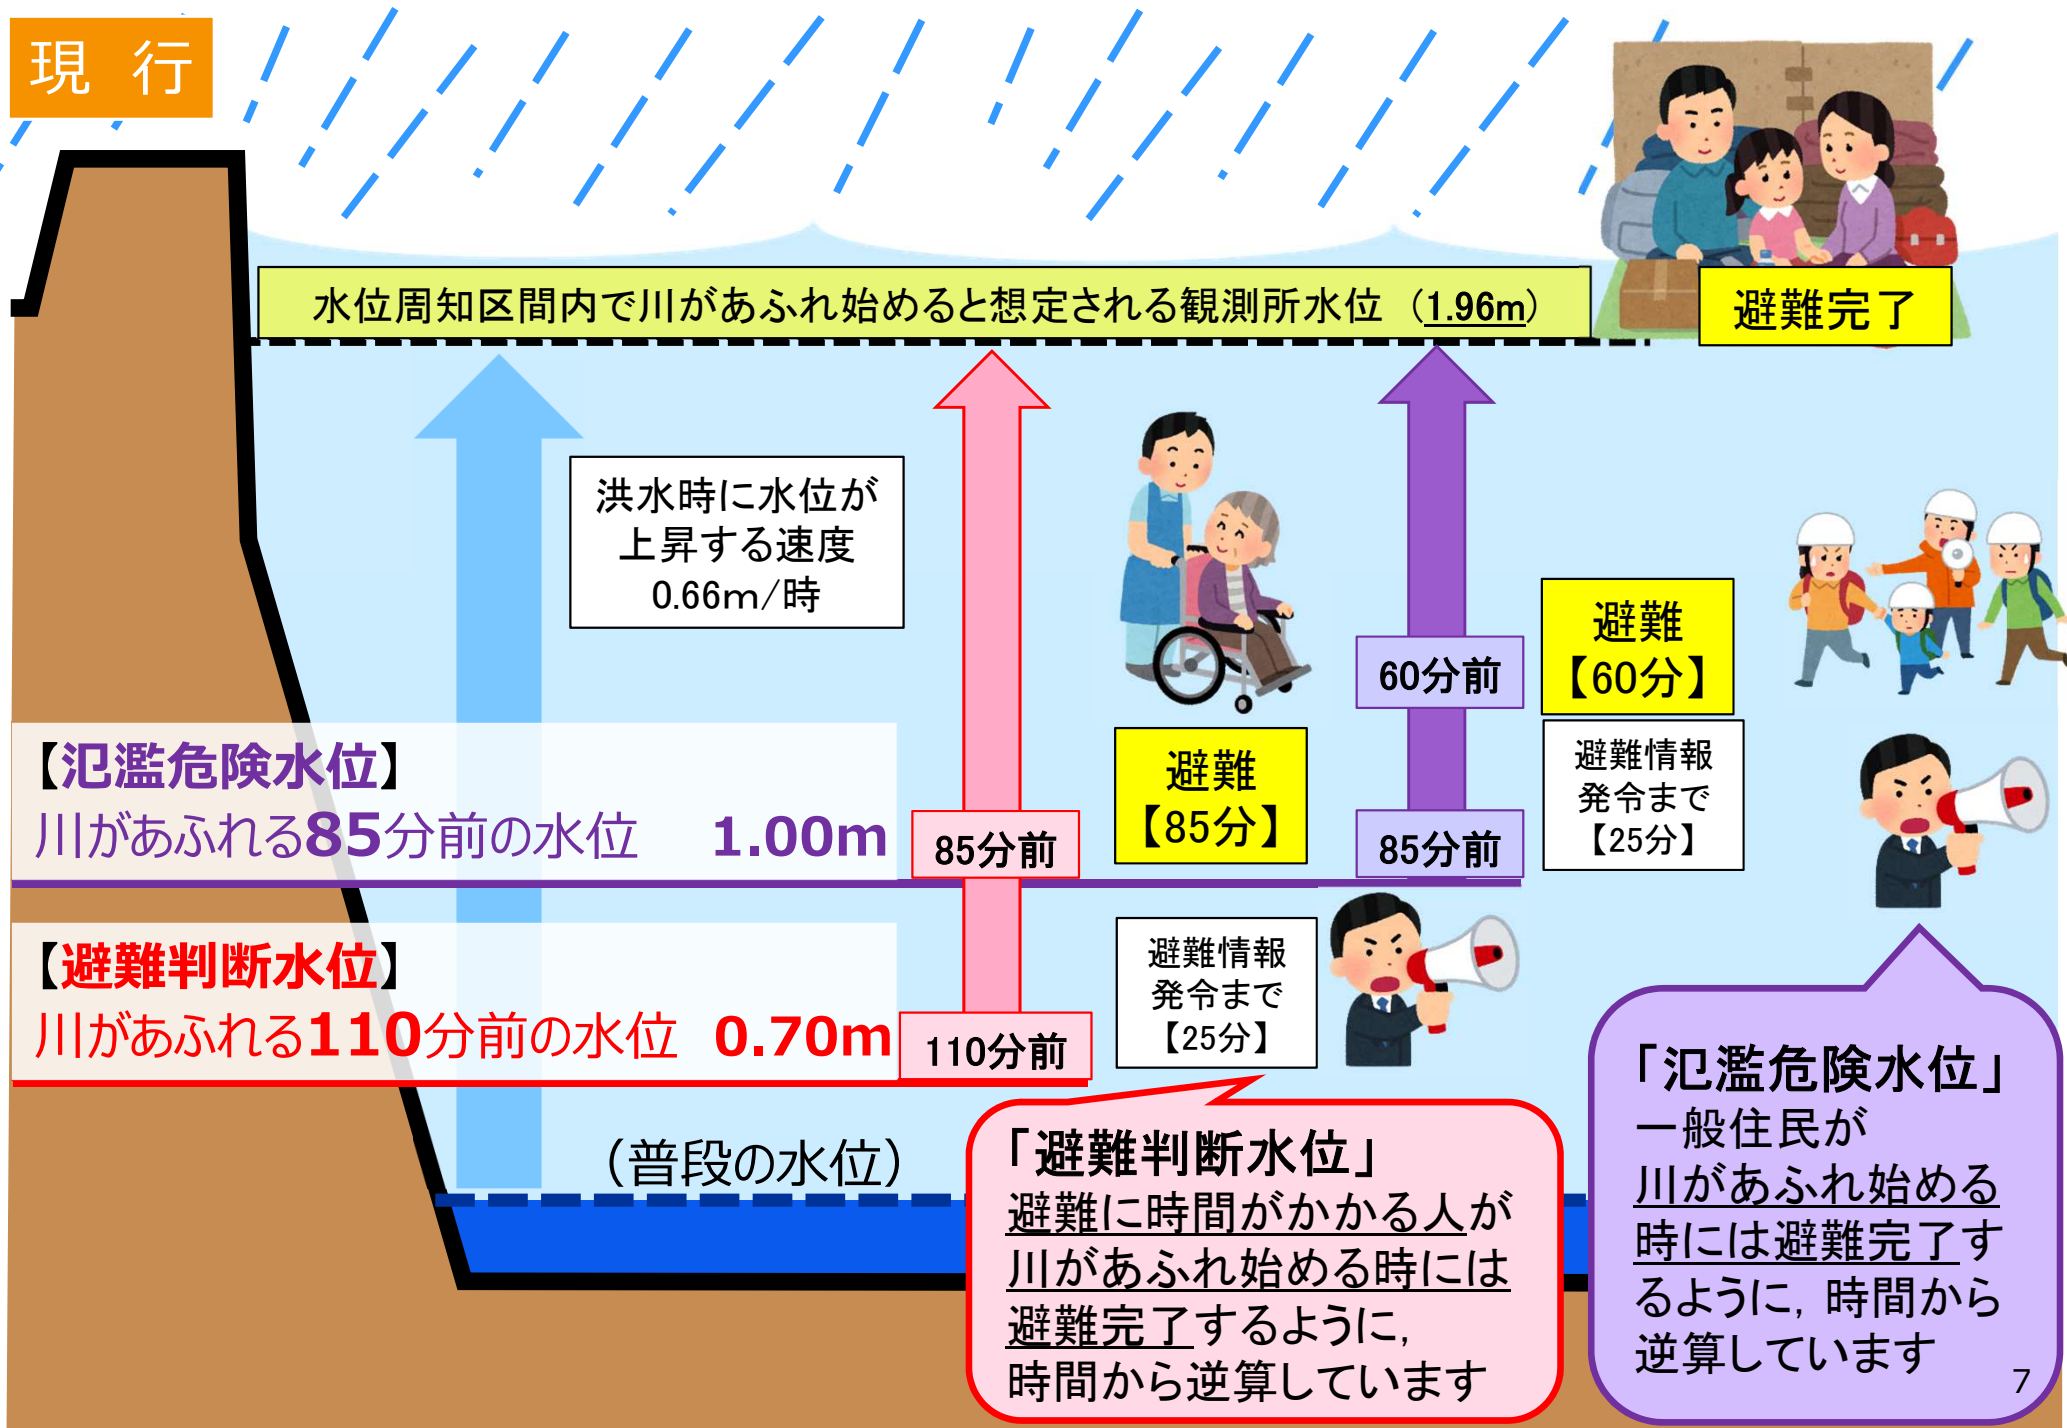 現 行
水位周知区間内で川があふれ始めると想定される観測所水位 (1.96m)
避難完了
洪水時に水位が
上昇する速度
0.66m/時
60分前
避難
【60分】
避難情報
発令まで
【25分】
【氾濫危険水位】
川があふれる85分前の水位 1.00m
85分前
避難
【85分】
85分前
【避難判断水位】
川があふれる110分前の水位 0.70m
110分前
避難情報
発令まで
【25分】
(普段の水位)
「避難判断水位」
避難に時間がかかる人が
川があふれ始める時には
避難完了するように,
時間から逆算しています
「氾濫危険水位」
一般住民が
川があふれ始める
時には避難完了す
るように, 時間から
逆算しています
7